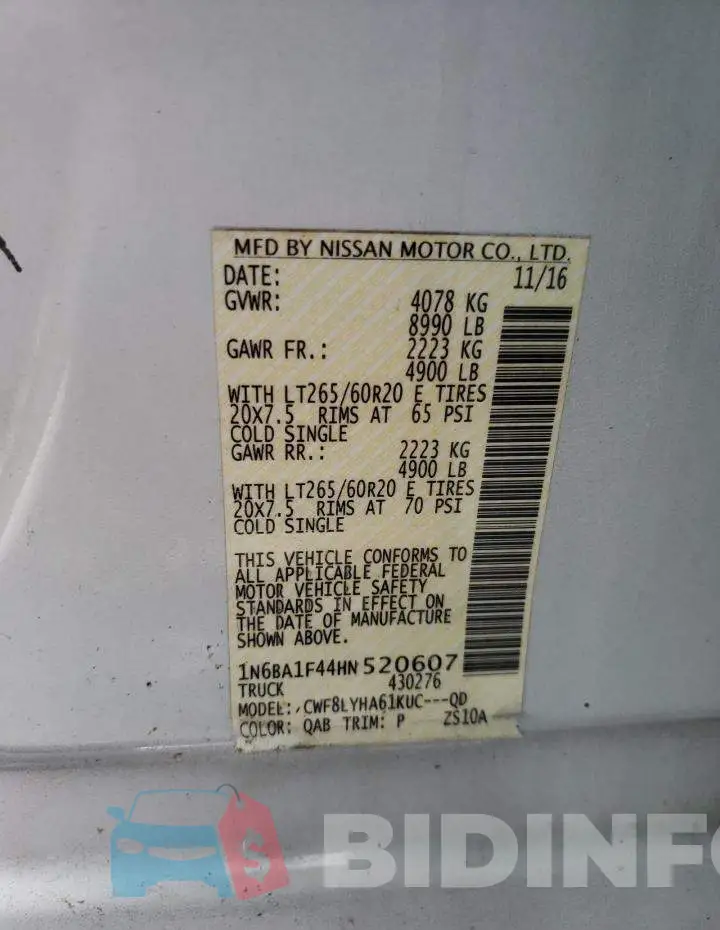 MFD BY NISSAN MOTOR CO., LTD.
DATE: 11/16
GVWR: 4078 KG
8990 LB
GAWR FR.: 2223 KG
4900 LB
WITH LT265/60R20 E TIRES
20X7.5 RIMS AT 65 PSI
COLD SINGLE
GAWR RR.: 2223 KG
4900 LB
WITH LT265/60R20 E TIRES
20X7.5 RIMS AT 70 PSI
COLD SINGLE
THIS VEHICLE CONFORMS TO
ALL APPLICABLE FEDERAL
MOTOR VEHICLE SAFETY
STANDARDS IN EFFECT ON
THE DATE OF MANUFACTURE
SHOWN ABOVE.
1N6BA1F44HN520607
TRUCK 430276
MODEL: CWF8LYHA61KUC---QD
COLOR: QAB TRIM: P ZS10A
$ BIDINFO